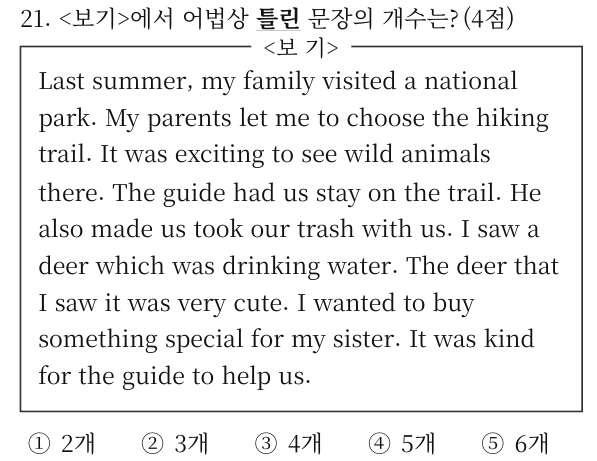 21. <보기>에서 어법상 틀린 문장의 개수는? (4점)
<보 기>
Last summer, my family visited a national
park. My parents let me to choose the hiking
trail. It was exciting to see wild animals
there. The guide had us stay on the trail. He
also made us took our trash with us. I saw a
deer which was drinking water. The deer that
I saw it was very cute. I wanted to buy
something special for my sister. It was kind
for the guide to help us.
① 2개 ② 3개 ③ 4개 ④ 5개 ⑤ 6개